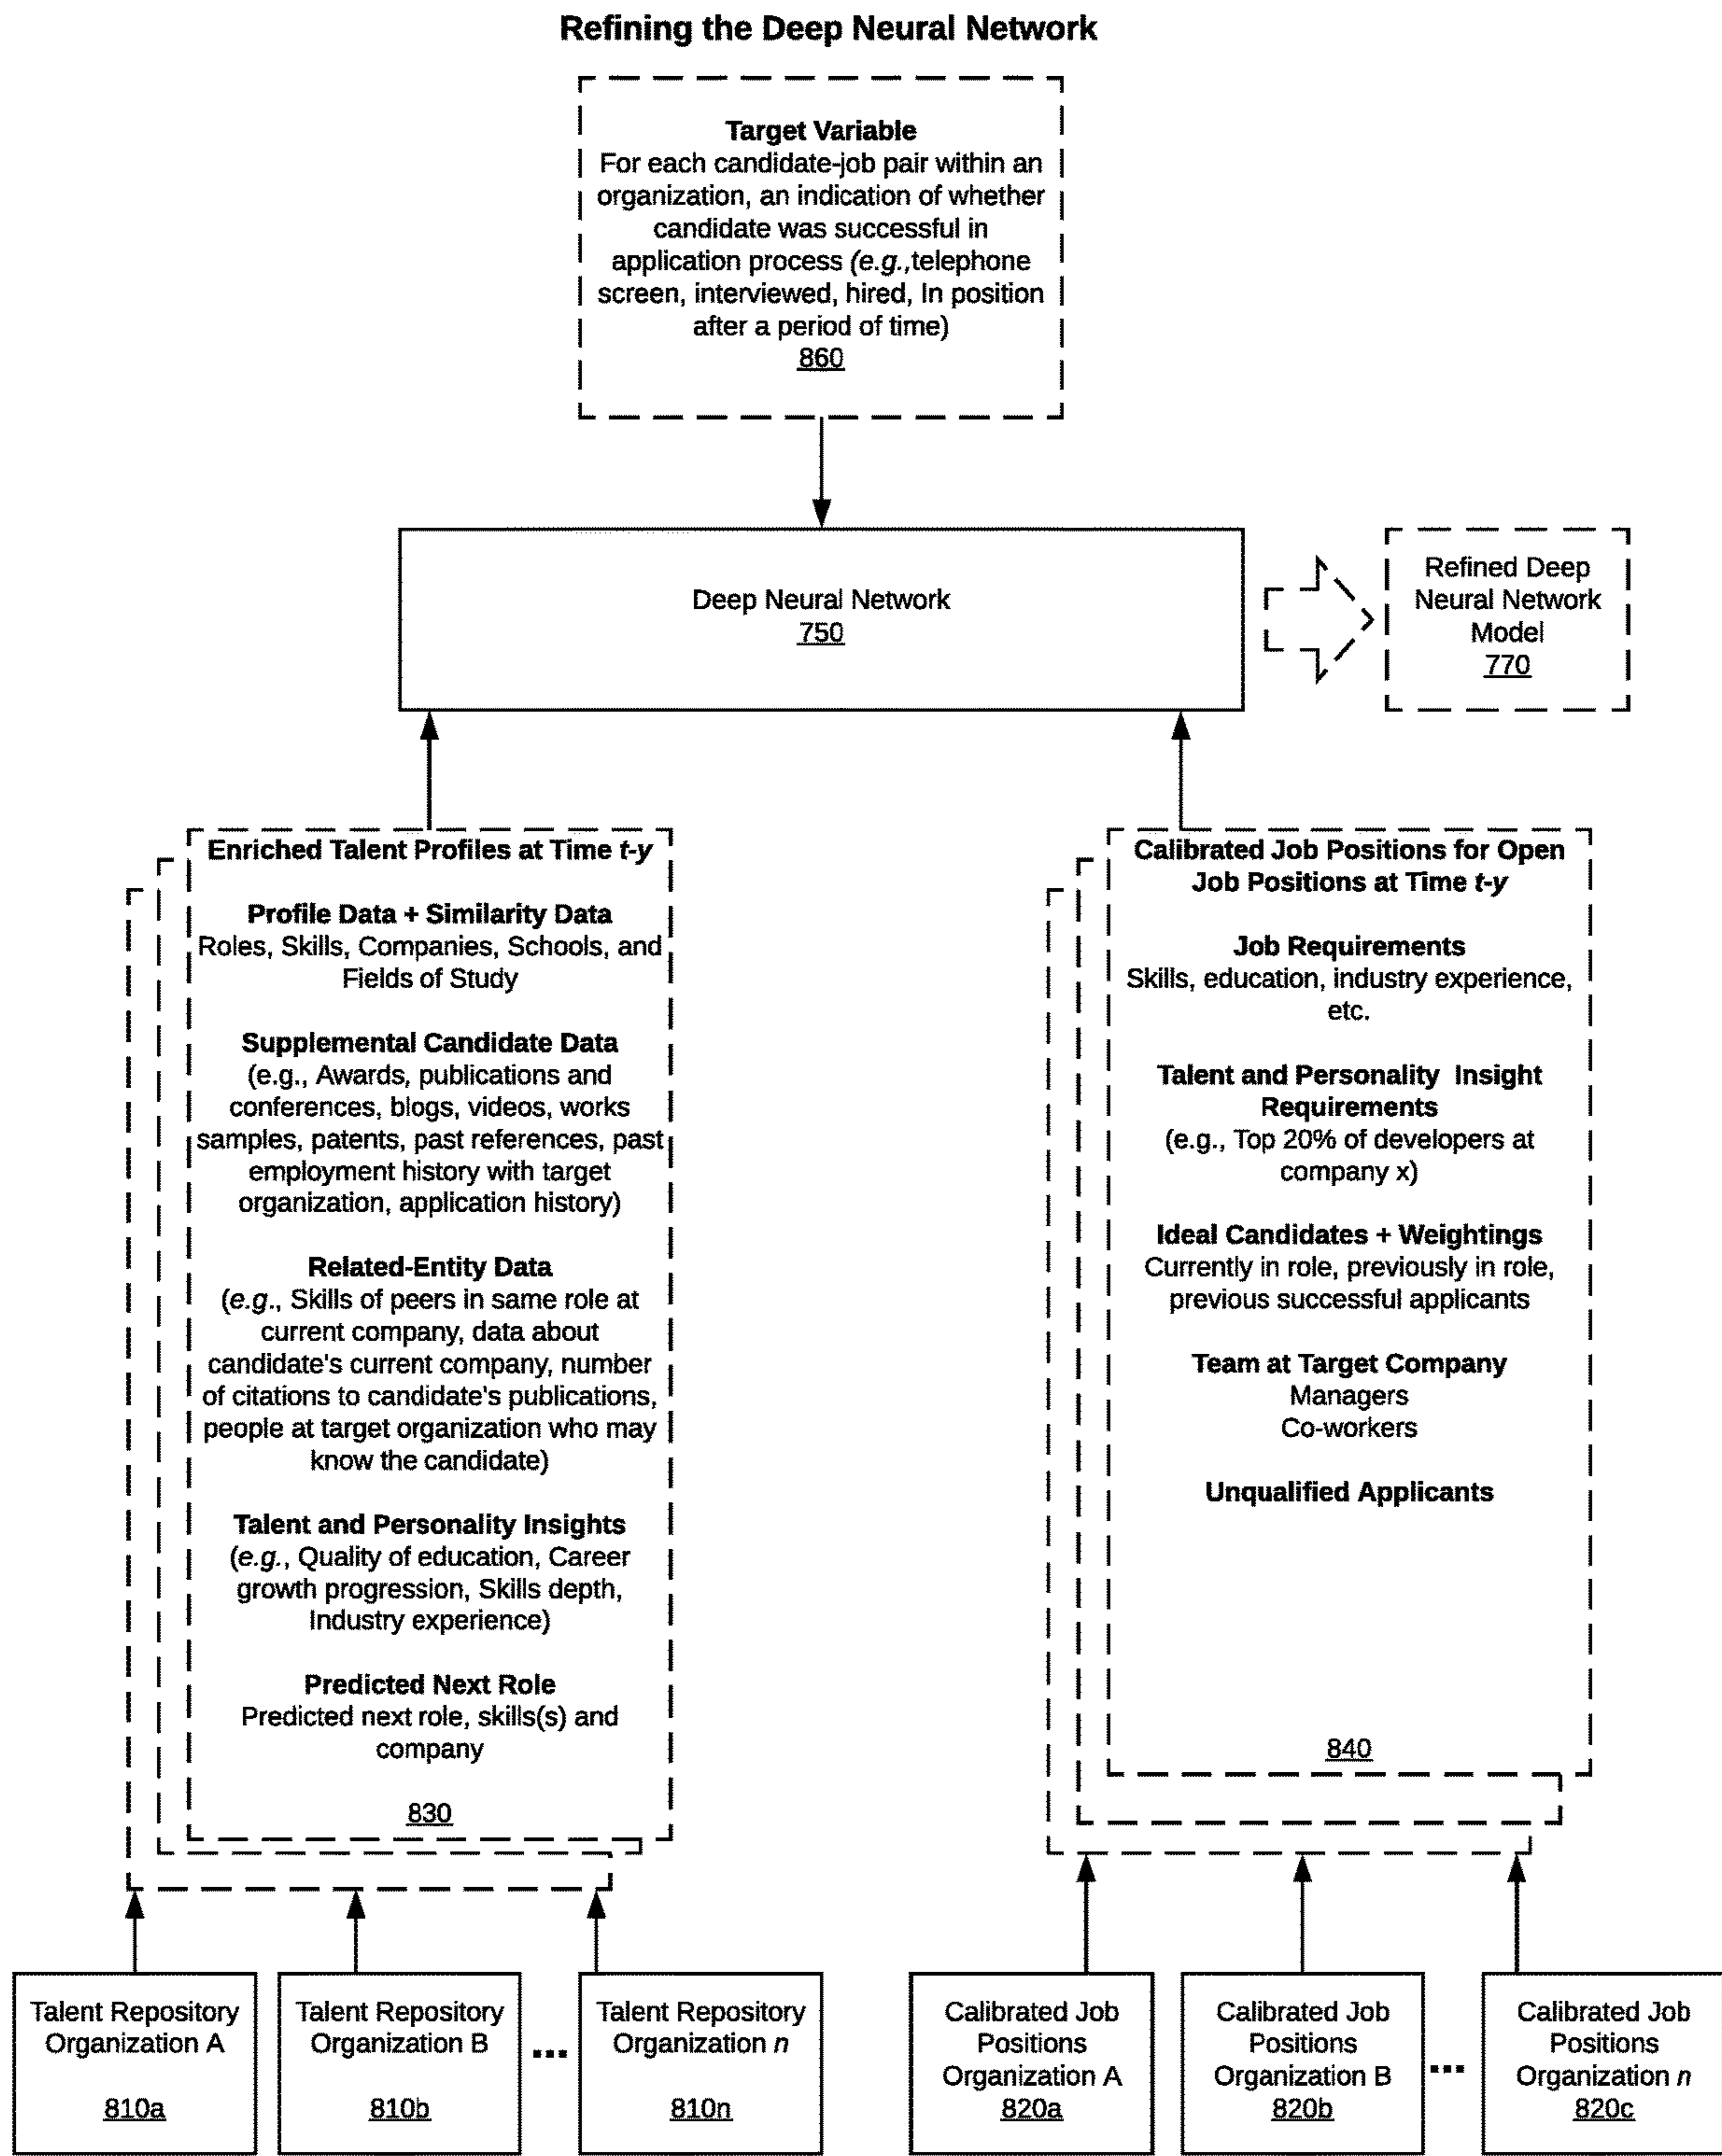 Refining the Deep Neural Network
Target Variable
For each candidate-job pair within an
organization, an indication of whether
candidate was successful in
application process (e.g.,telephone
screen, interviewed, hired, In position
after a period of time)
860
Deep Neural Network
750
Refined Deep
Neural Network
Model
770
Enriched Talent Profiles at Time t-y
Profile Data + Similarity Data
Roles, Skills, Companies, Schools, and
Fields of Study
Supplemental Candidate Data
(e.g., Awards, publications and
conferences, blogs, videos, works
samples, patents, past references, past
employment history with target
organization, application history)
Related-Entity Data
(e.g., Skills of peers in same role at
current company, data about
candidate's current company, number
of citations to candidate's publications,
people at target organization who may
know the candidate)
Talent and Personality Insights
(e.g., Quality of education, Career
growth progression, Skills depth,
Industry experience)
Predicted Next Role
Predicted next role, skills(s) and
company
830
Calibrated Job Positions for Open
Job Positions at Time t-y
Job Requirements
Skills, education, industry experience,
etc.
Talent and Personality Insight
Requirements
(e.g., Top 20% of developers at
company x)
Ideal Candidates + Weightings
Currently in role, previously in role,
previous successful applicants
Team at Target Company
Managers
Co-workers
Unqualified Applicants
840
Talent Repository
Organization A
810a
Talent Repository
Organization B
810b
...
Talent Repository
Organization n
810n
Calibrated Job
Positions
Organization A
820a
Calibrated Job
Positions
Organization B
820b
...
Calibrated Job
Positions
Organization n
820c